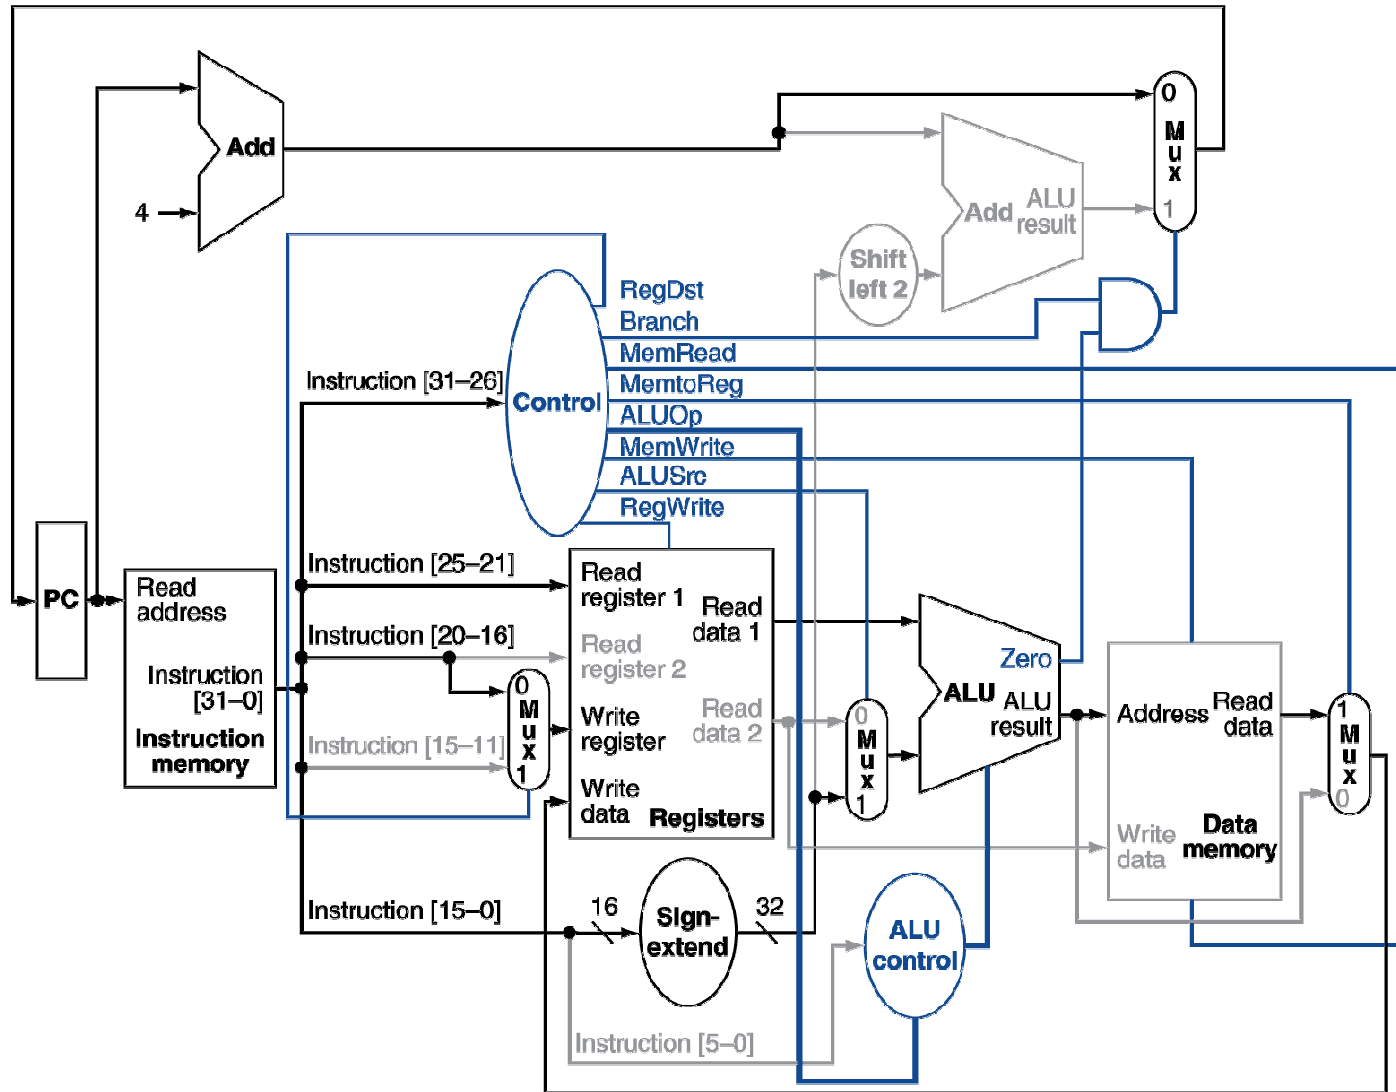 0
M
u
x
1
Add
4
Add
ALU
result
Shift
left 2
RegDst
Branch
MemRead
MemtoReg
ALUOp
MemWrite
ALUSrc
RegWrite
Instruction [31–26]
Control
Instruction [25–21]
Instruction [20–16]
Instruction [15–11]
PC
Read
address
Instruction
[31–0]
Instruction
memory
0
M
u
x
1
Read
register 1
Read
register 2
Write
register
Write
data
Read
data 1
Read
data 2
Registers
0
M
u
x
1
Zero
ALU
ALU
result
Address
Read
data
Write
data
Data
memory
1
M
u
x
0
Instruction [15–0]
16
Sign-
extend
32
ALU
control
Instruction [5–0]